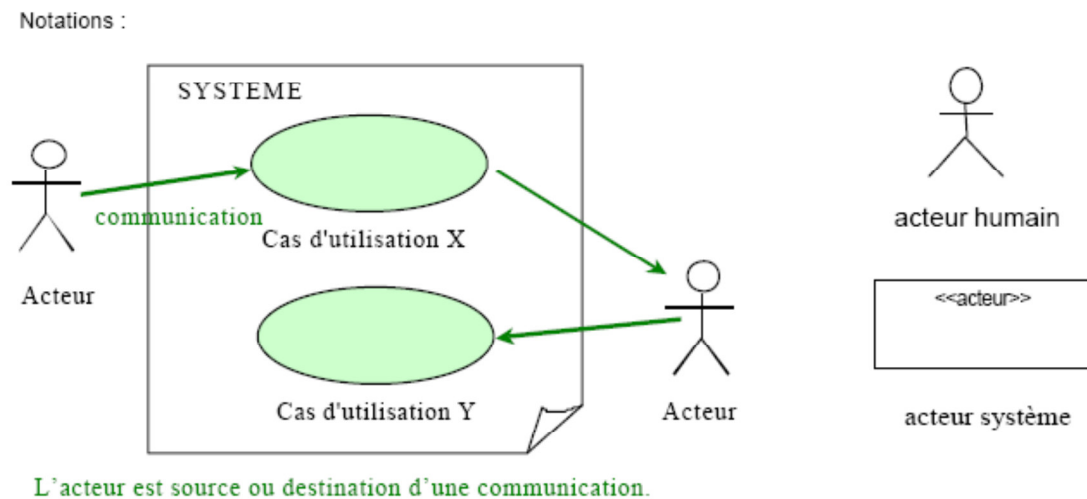 Notations :
SYSTEME
communication
Cas d'utilisation X
Acteur
Cas d'utilisation Y
Acteur
acteur humain
<<acteur>>
acteur système
L'acteur est source ou destination d'une communication.